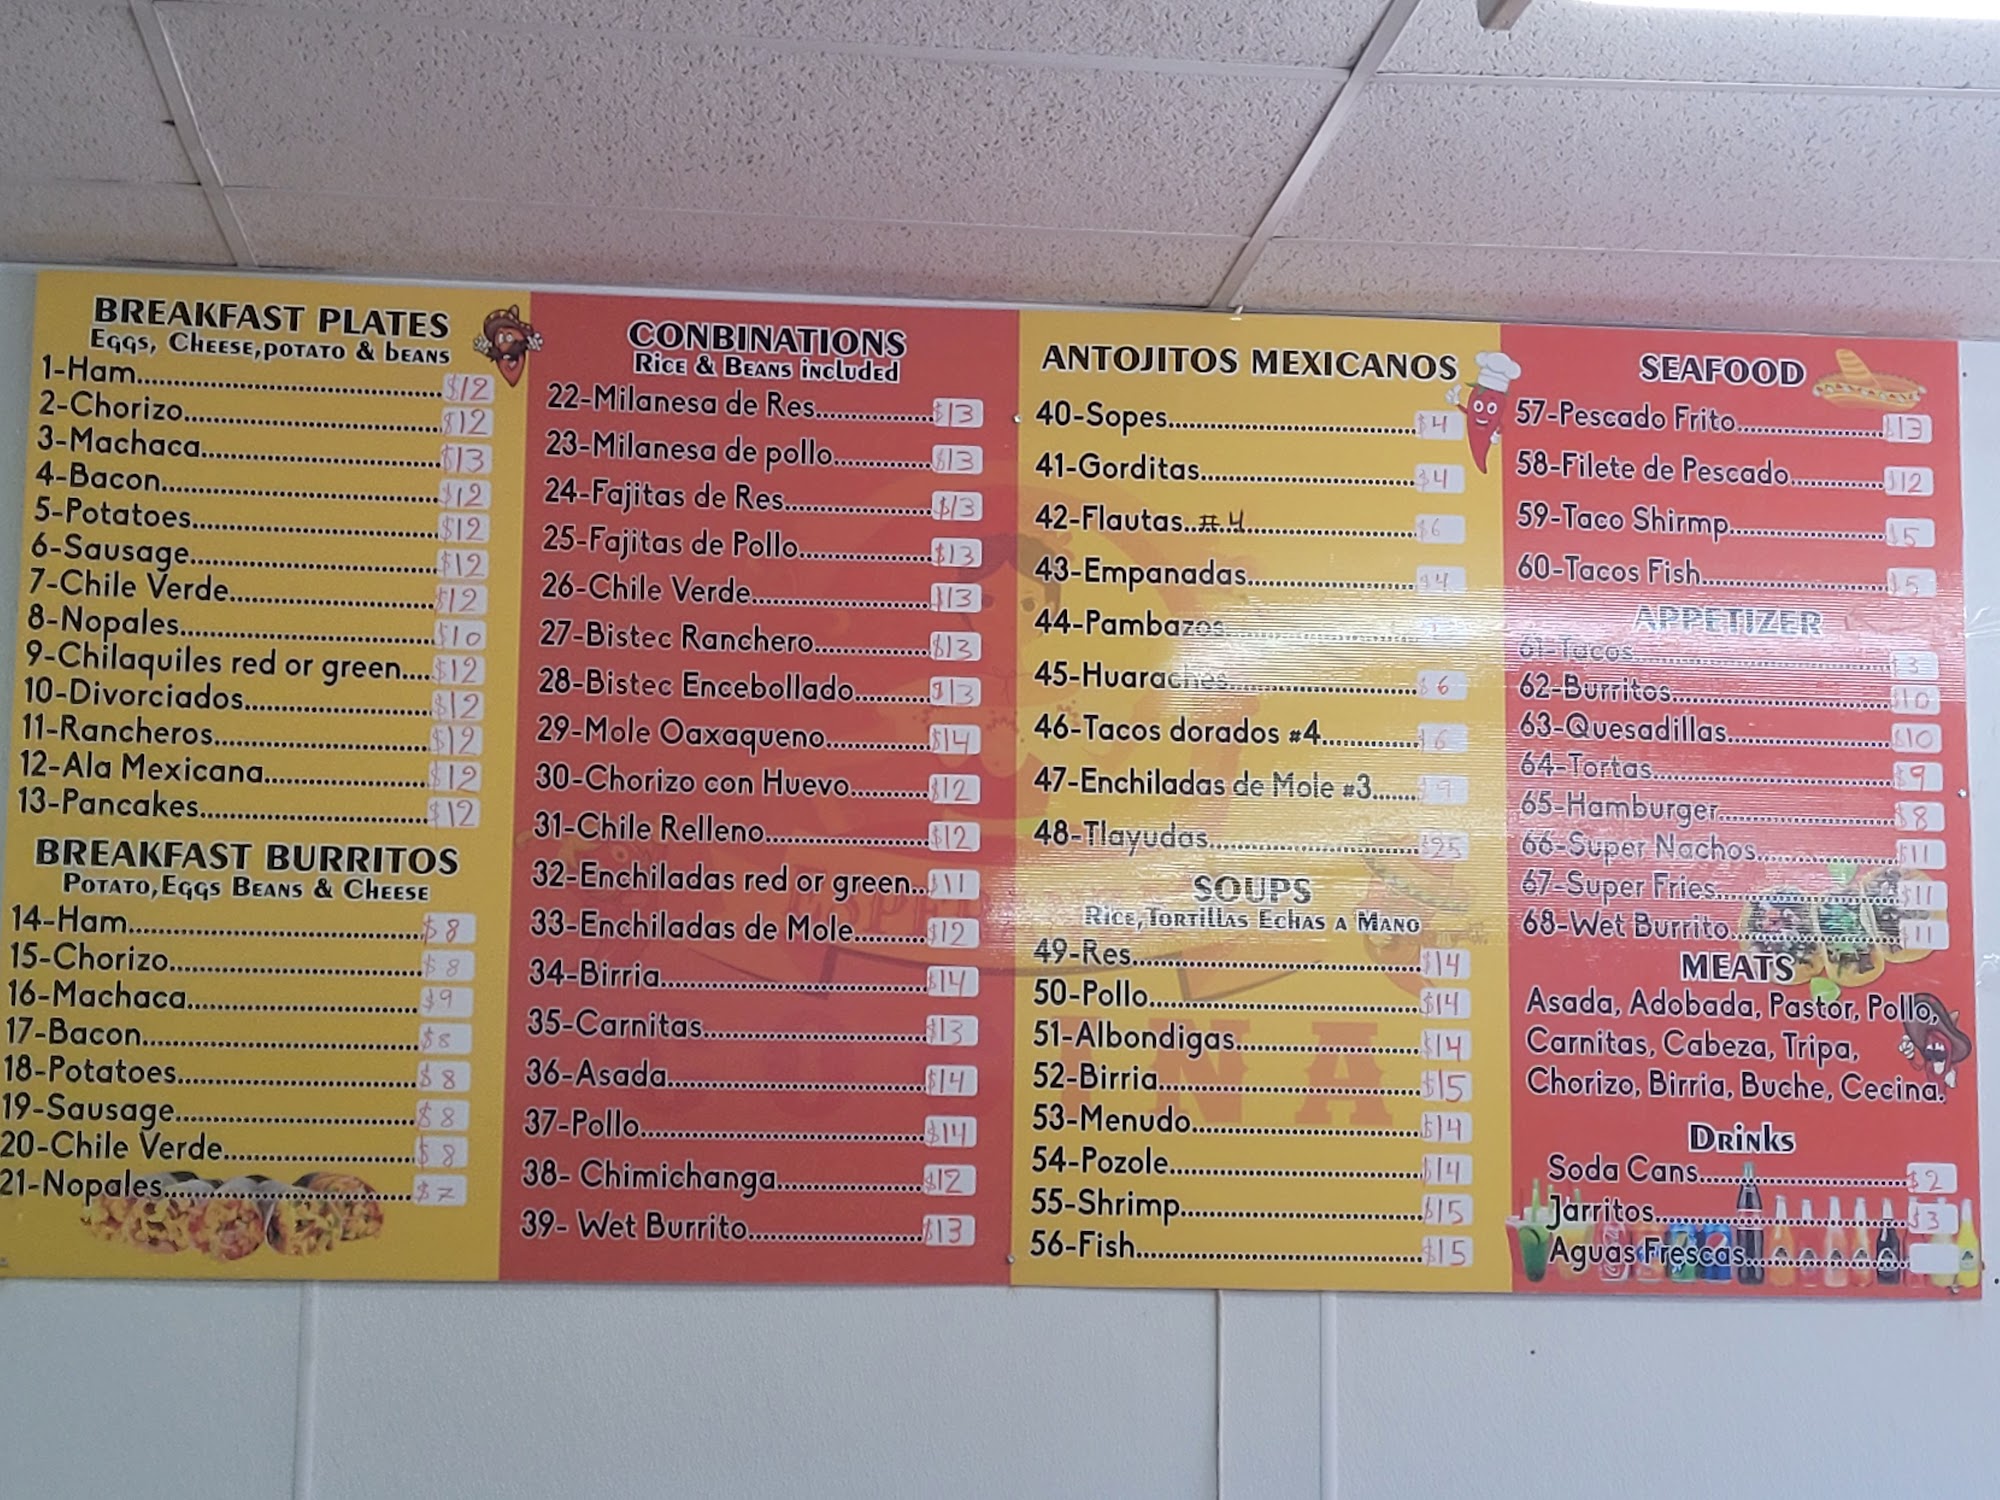 BREAKFAST PLATES
Eggs, Cheese, potato & beans
1-Ham $12
2-Chorizo $12
3-Machaca $13
4-Bacon $12
5-Potatoes $12
6-Sausage $12
7-Chile Verde $12
8-Nopales $10
9-Chilaquiles red or green $12
10-Divorciados $12
11-Rancheros $12
12-Ala Mexicana $12
13-Pancakes $12
BREAKFAST BURRITOS
Potato, Eggs Beans & Cheese
14-Ham $8
15-Chorizo $8
16-Machaca $9
17-Bacon $8
18-Potatoes $8
19-Sausage $8
20-Chile Verde $8
21-Nopales $7
CONBINATIONS
Rice & Beans included
22-Milanesa de Res $13
23-Milanesa de pollo $13
24-Fajitas de Res $13
25-Fajitas de Pollo $13
26-Chile Verde $13
27-Bistec Ranchero $13
28-Bistec Encebollado $13
29-Mole Oaxaqueno $14
30-Chorizo con Huevo $12
31-Chile Relleno $12
32-Enchiladas red or green $11
33-Enchiladas de Mole $12
34-Birria $14
35-Carnitas $13
36-Asada $14
37-Pollo $14
38- Chimichanga $12
39- Wet Burrito $13
ANTOJITOS MEXICANOS
40-Sopes $4
41-Gorditas $4
42-Flautas #4 $6
43-Empanadas $4
44-Pambazos
45-Huaraches $6
46-Tacos dorados #4 $6
47-Enchiladas de Mole #3 $9
48-Tlayudas $25
SOUPS
Rice, Tortillas Echas a Mano
49-Res $14
50-Pollo $14
51-Albondigas $14
52-Birria $15
53-Menudo $14
54-Pozole $14
55-Shrimp $15
56-Fish $15
SEAFOOD
57-Pescado Frito $13
58-Filete de Pescado $12
59-Taco Shirmp $5
60-Tacos Fish $5
APPETIZER
61-Tacos $3
62-Burritos $10
63-Quesadillas $10
64-Tortas $9
65-Hamburger $8
66-Super Nachos $11
67-Super Fries $11
68-Wet Burrito $11
MEATS
Asada, Adobada, Pastor, Pollo,
Carnitas, Cabeza, Tripa,
Chorizo, Birria, Buche, Cecina.
Drinks
Soda Cans $2
Jarritos $3
Aguas Frescas